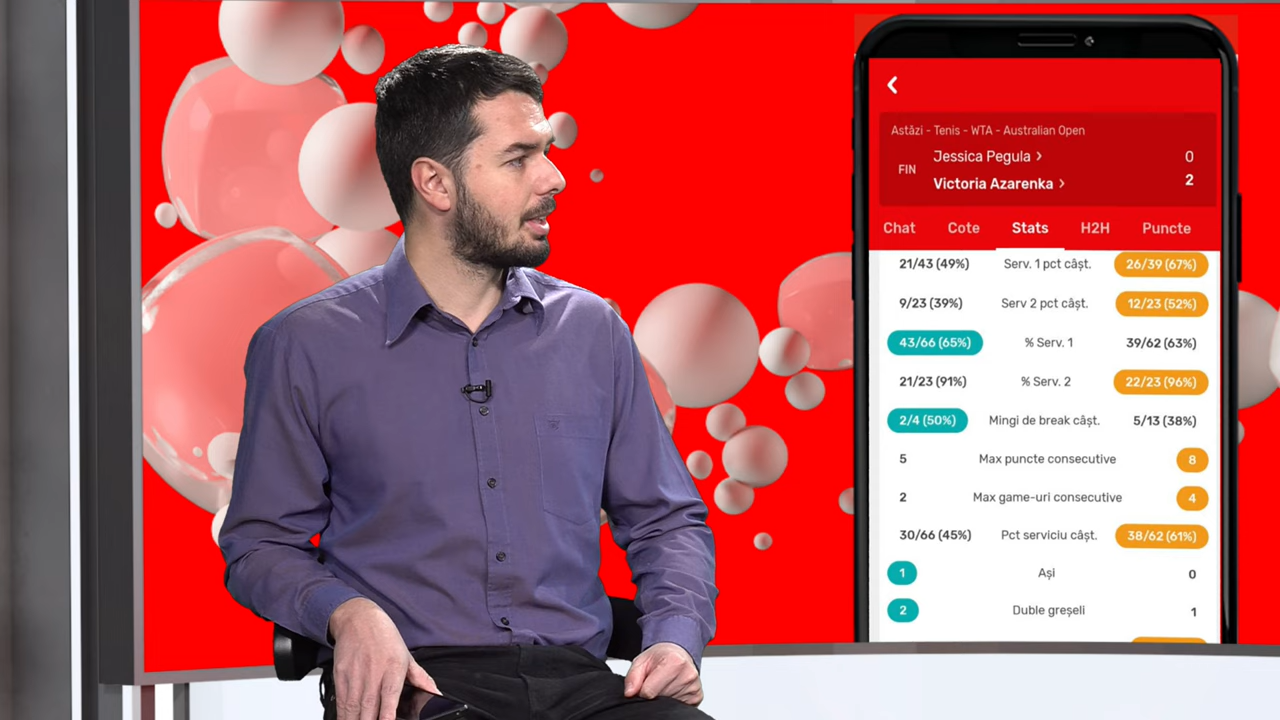 Astăzi - Tenis - WTA - Australian Open
FIN
Jessica Pegula > 0
Victoria Azarenka > 2
Chat Cote Stats H2H Puncte
21/43 (49%) Serv. 1 pct câșt. 26/39 (67%)
9/23 (39%) Serv 2 pct câșt. 12/23 (52%)
43/66 (65%) % Serv. 1 39/62 (63%)
21/23 (91%) % Serv. 2 22/23 (96%)
2/4 (50%) Mingi de break câșt. 5/13 (38%)
5 Max puncte consecutive 8
2 Max game-uri consecutive 4
30/66 (45%) Pct serviciu câșt. 38/62 (61%)
1 Ași 0
2 Duble greșeli 1